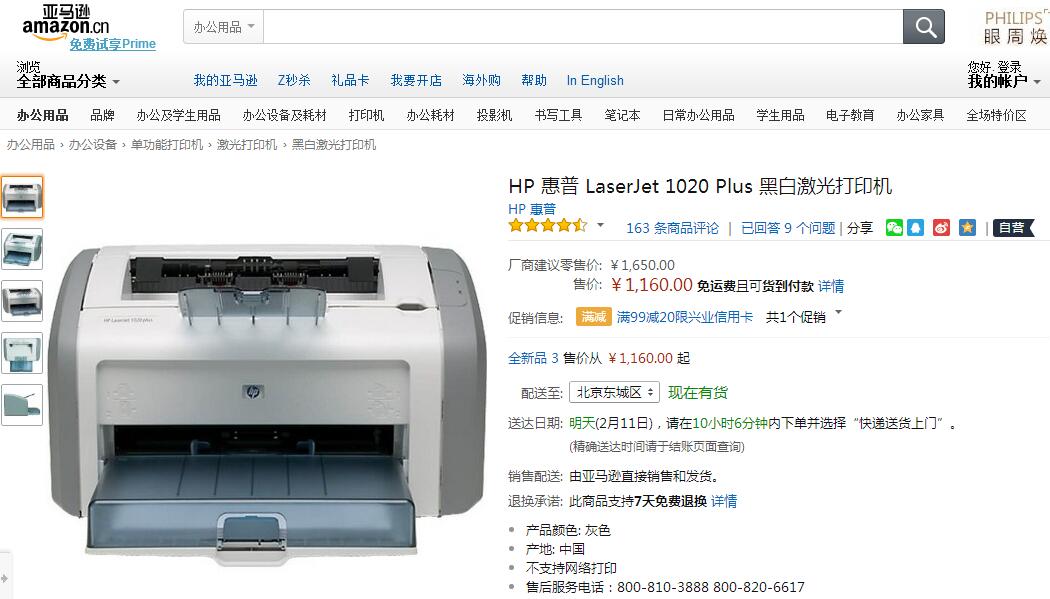 亚马逊
amazon.cn
免费试享Prime
办公用品
PHILIPS
眼周焕
浏览
全部商品分类
我的亚马逊 Z秒杀 礼品卡 我要开店 海外购 帮助 In English
您好, 登录
我的帐户
办公用品 品牌 办公及学生用品 办公设备及耗材 打印机 办公耗材 投影机 书写工具 笔记本 日常办公用品 学生用品 电子教育 办公家具 全场特价区
办公用品 › 办公设备 › 单功能打印机 › 激光打印机 › 黑白激光打印机
HP 惠普 LaserJet 1020 Plus 黑白激光打印机
HP 惠普
163 条商品评论 | 已回答 9 个问题 | 分享 | 自营
厂商建议零售价: ￥1,650.00
售价: ￥1,160.00 免运费且可货到付款 详情
促销信息: 满减 满99减20限兴业信用卡 共1个促销
全新品 3 售价从 ￥1,160.00 起
配送至: 北京东城区 现在有货
送达日期: 明天(2月11日)，请在10小时6分钟内下单并选择“快递送货上门”。
(精确送达时间请于结账页面查询)
销售配送: 由亚马逊直接销售和发货。
退换承诺: 此商品支持7天免费退换 详情
产品颜色: 灰色
产地: 中国
不支持网络打印
售后服务电话：800-810-3888 800-820-6617
HP LaserJet 1020 plus
hp